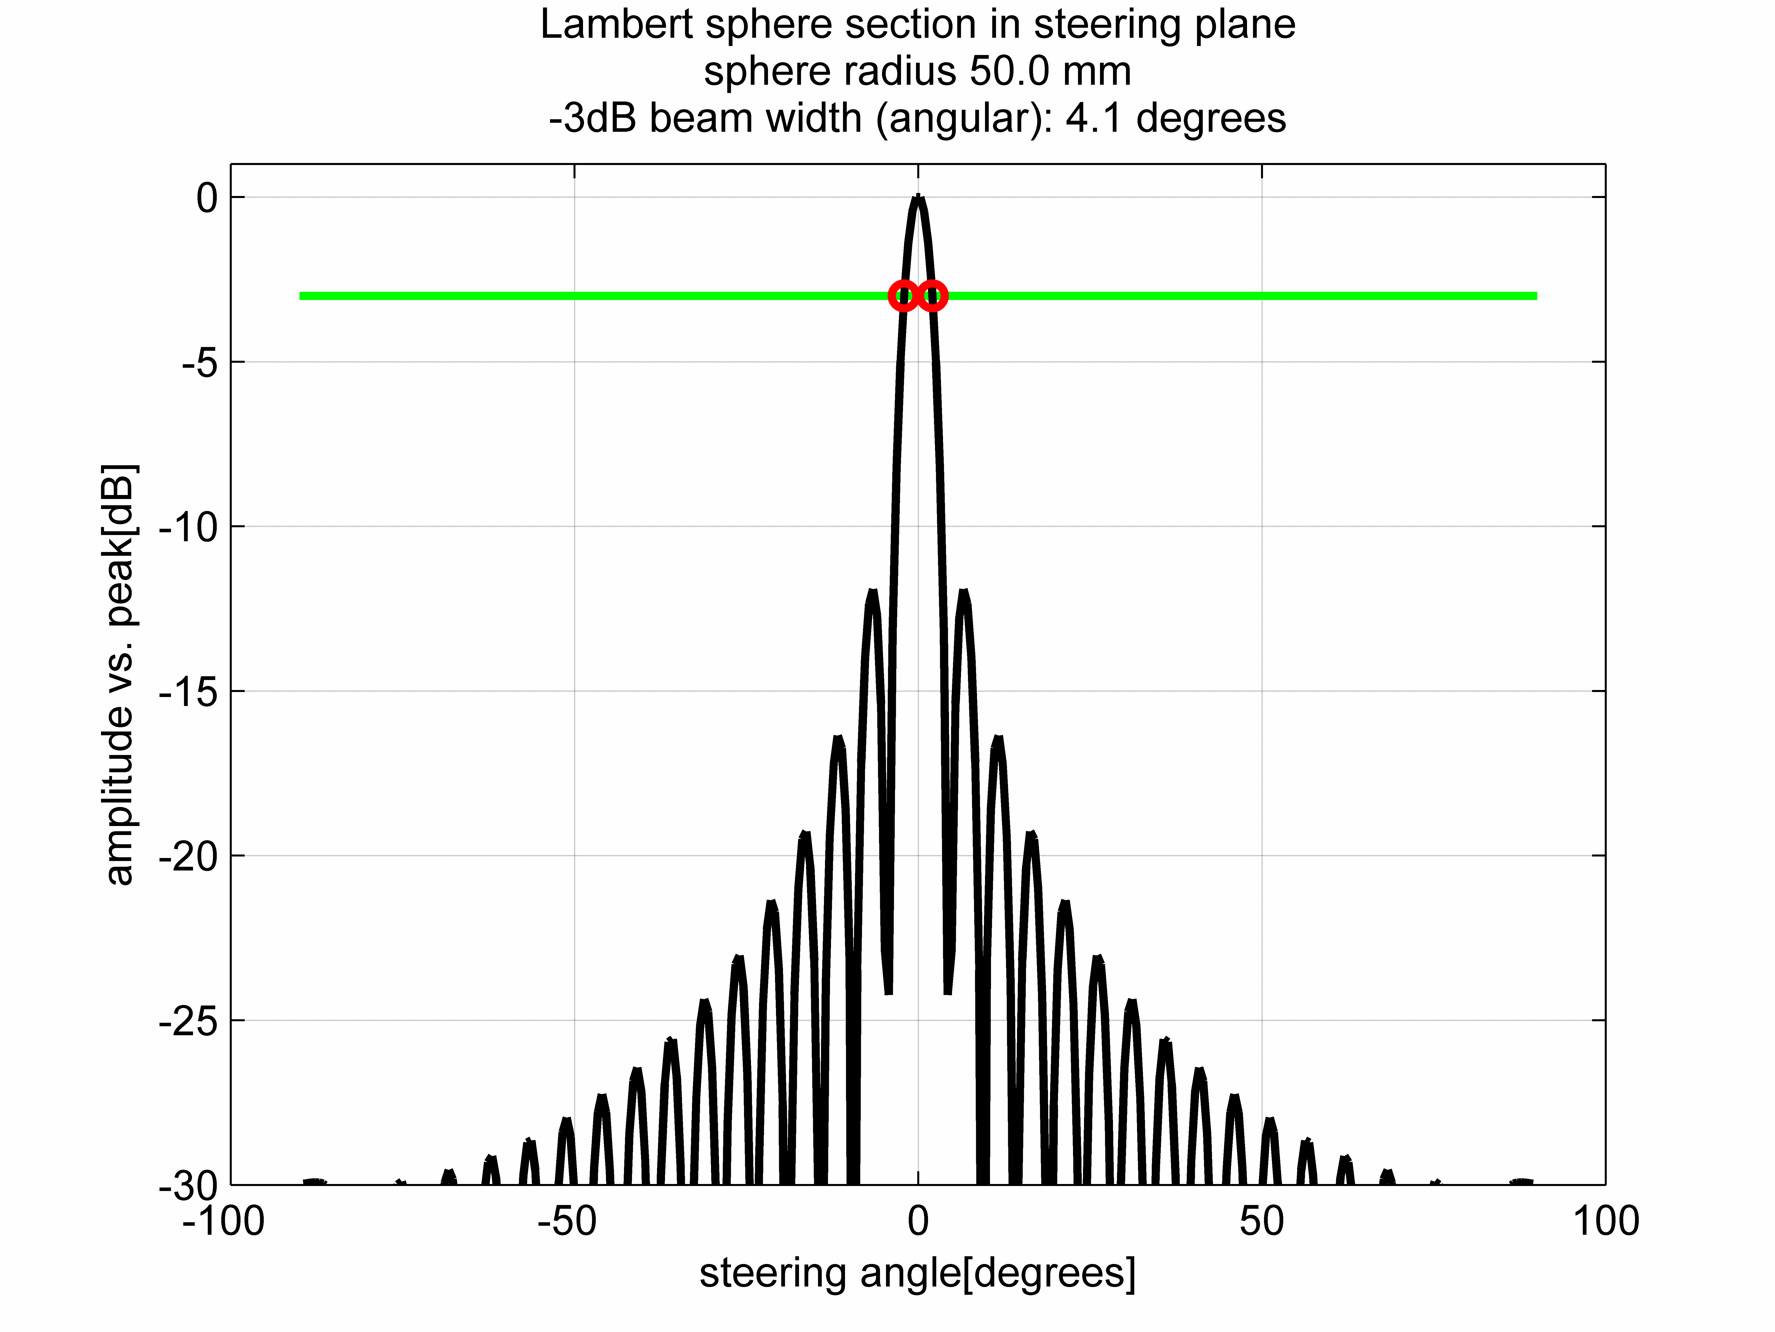 Lambert sphere section in steering plane
sphere radius 50.0 mm
-3dB beam width (angular): 4.1 degrees
amplitude vs. peak[dB]
0
-5
-10
-15
-20
-25
-30
-100 -50 0 50 100
steering angle[degrees]